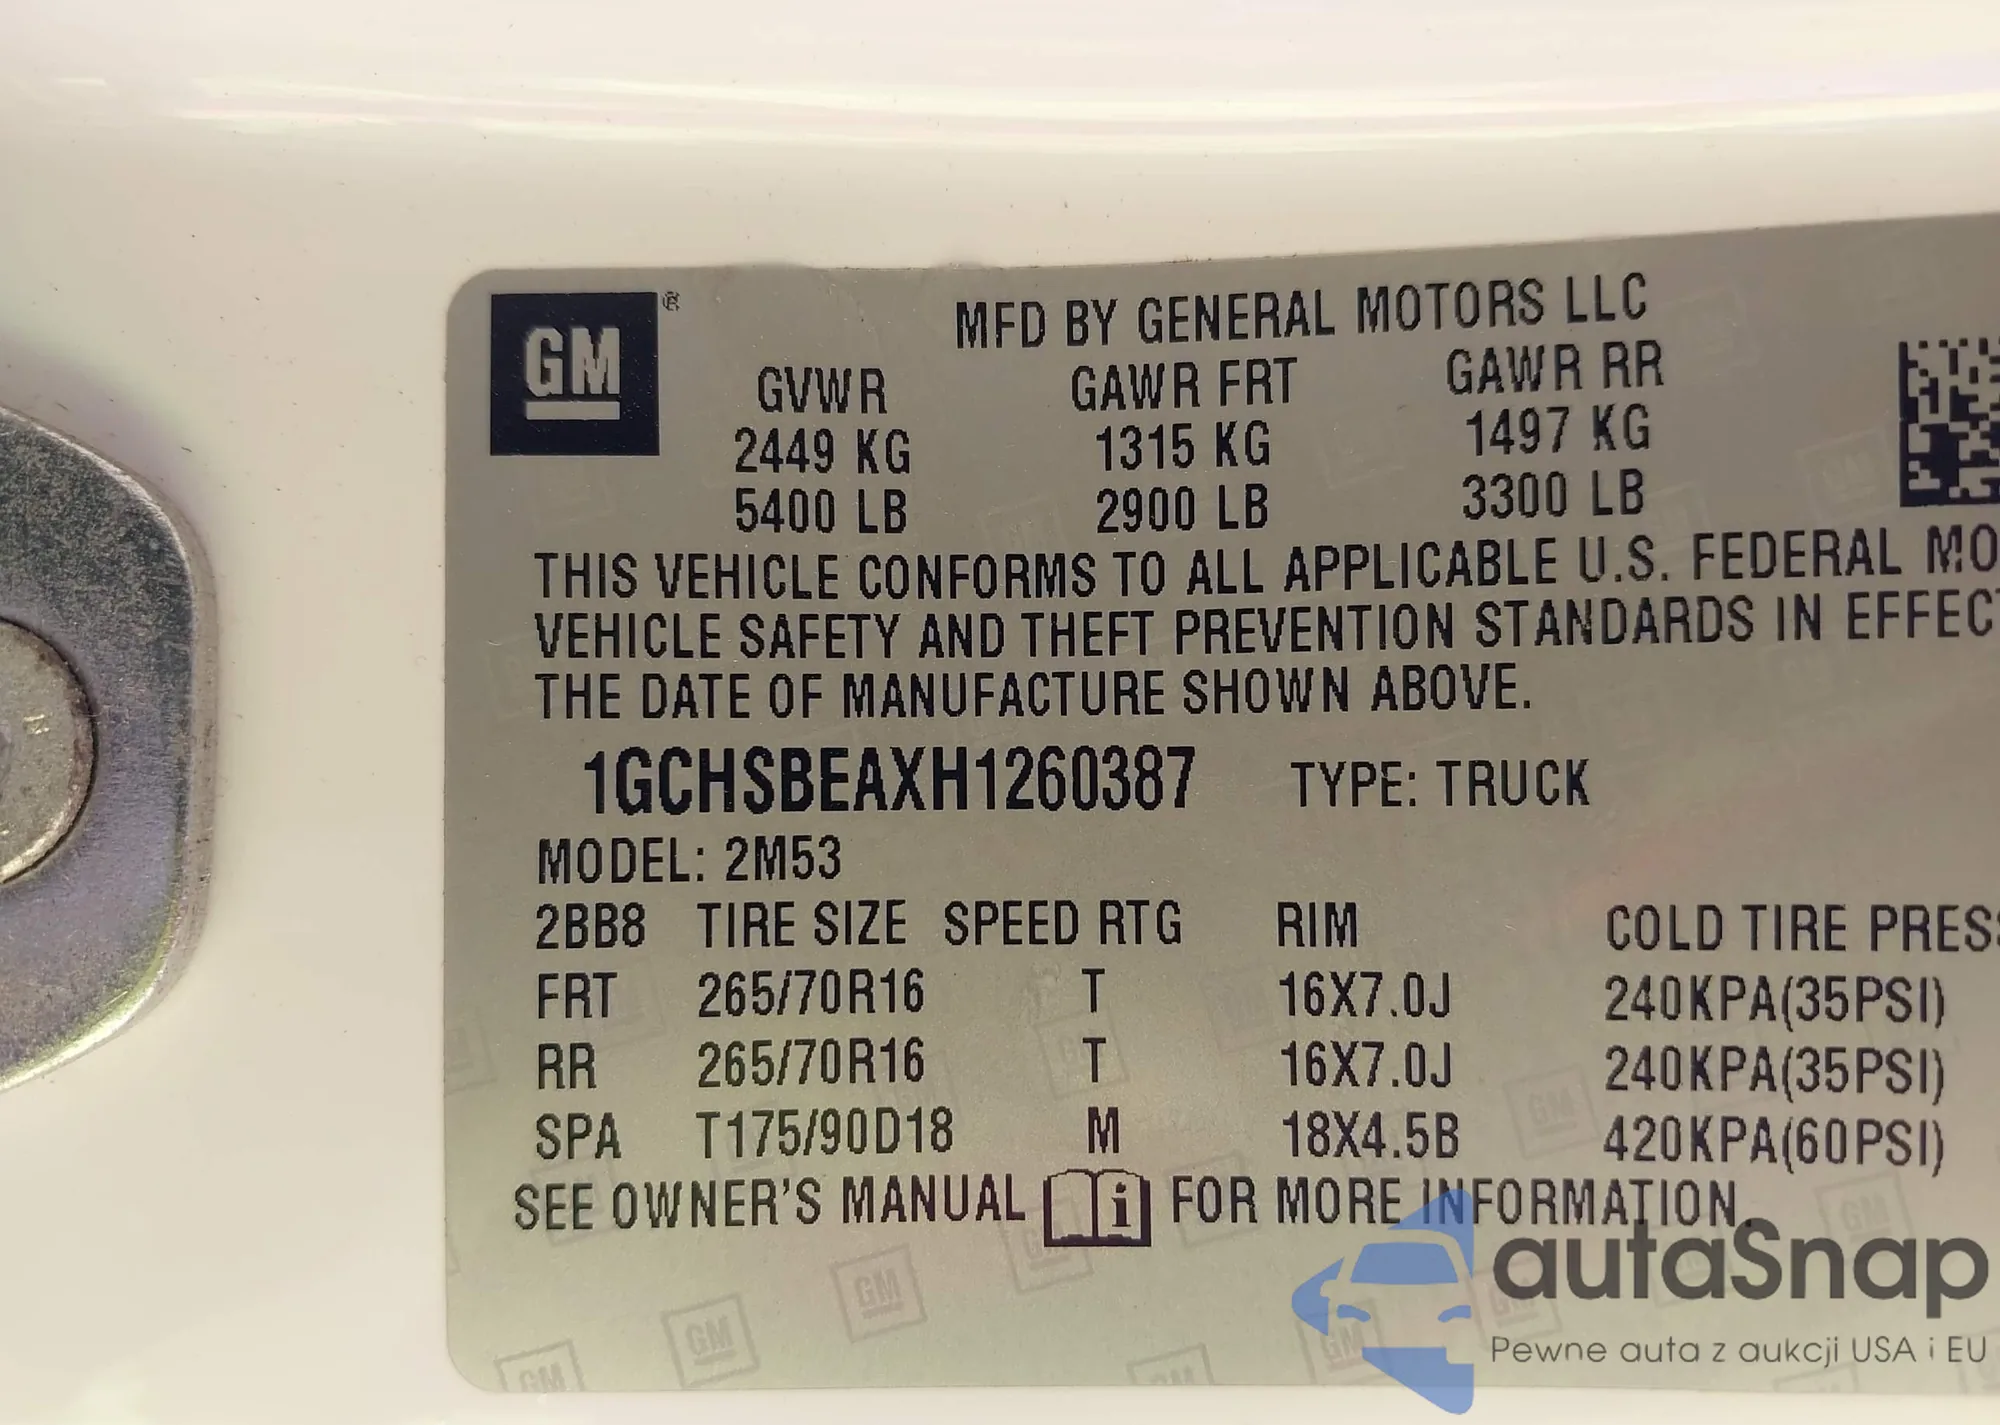 GM ®
MFD BY GENERAL MOTORS LLC
GVWR GAWR FRT GAWR RR
2449 KG 1315 KG 1497 KG
5400 LB 2900 LB 3300 LB
THIS VEHICLE CONFORMS TO ALL APPLICABLE U.S. FEDERAL MO
VEHICLE SAFETY AND THEFT PREVENTION STANDARDS IN EFFECT
THE DATE OF MANUFACTURE SHOWN ABOVE.
1GCHSBEAXH1260387 TYPE: TRUCK
MODEL: 2M53
2BB8 TIRE SIZE SPEED RTG RIM COLD TIRE PRESS
FRT 265/70R16 T 16X7.0J 240KPA(35PSI)
RR 265/70R16 T 16X7.0J 240KPA(35PSI)
SPA T175/90D18 M 18X4.5B 420KPA(60PSI)
SEE OWNER'S MANUAL i FOR MORE INFORMATION.
autaSnap
Pewne auta z aukcji USA i EU